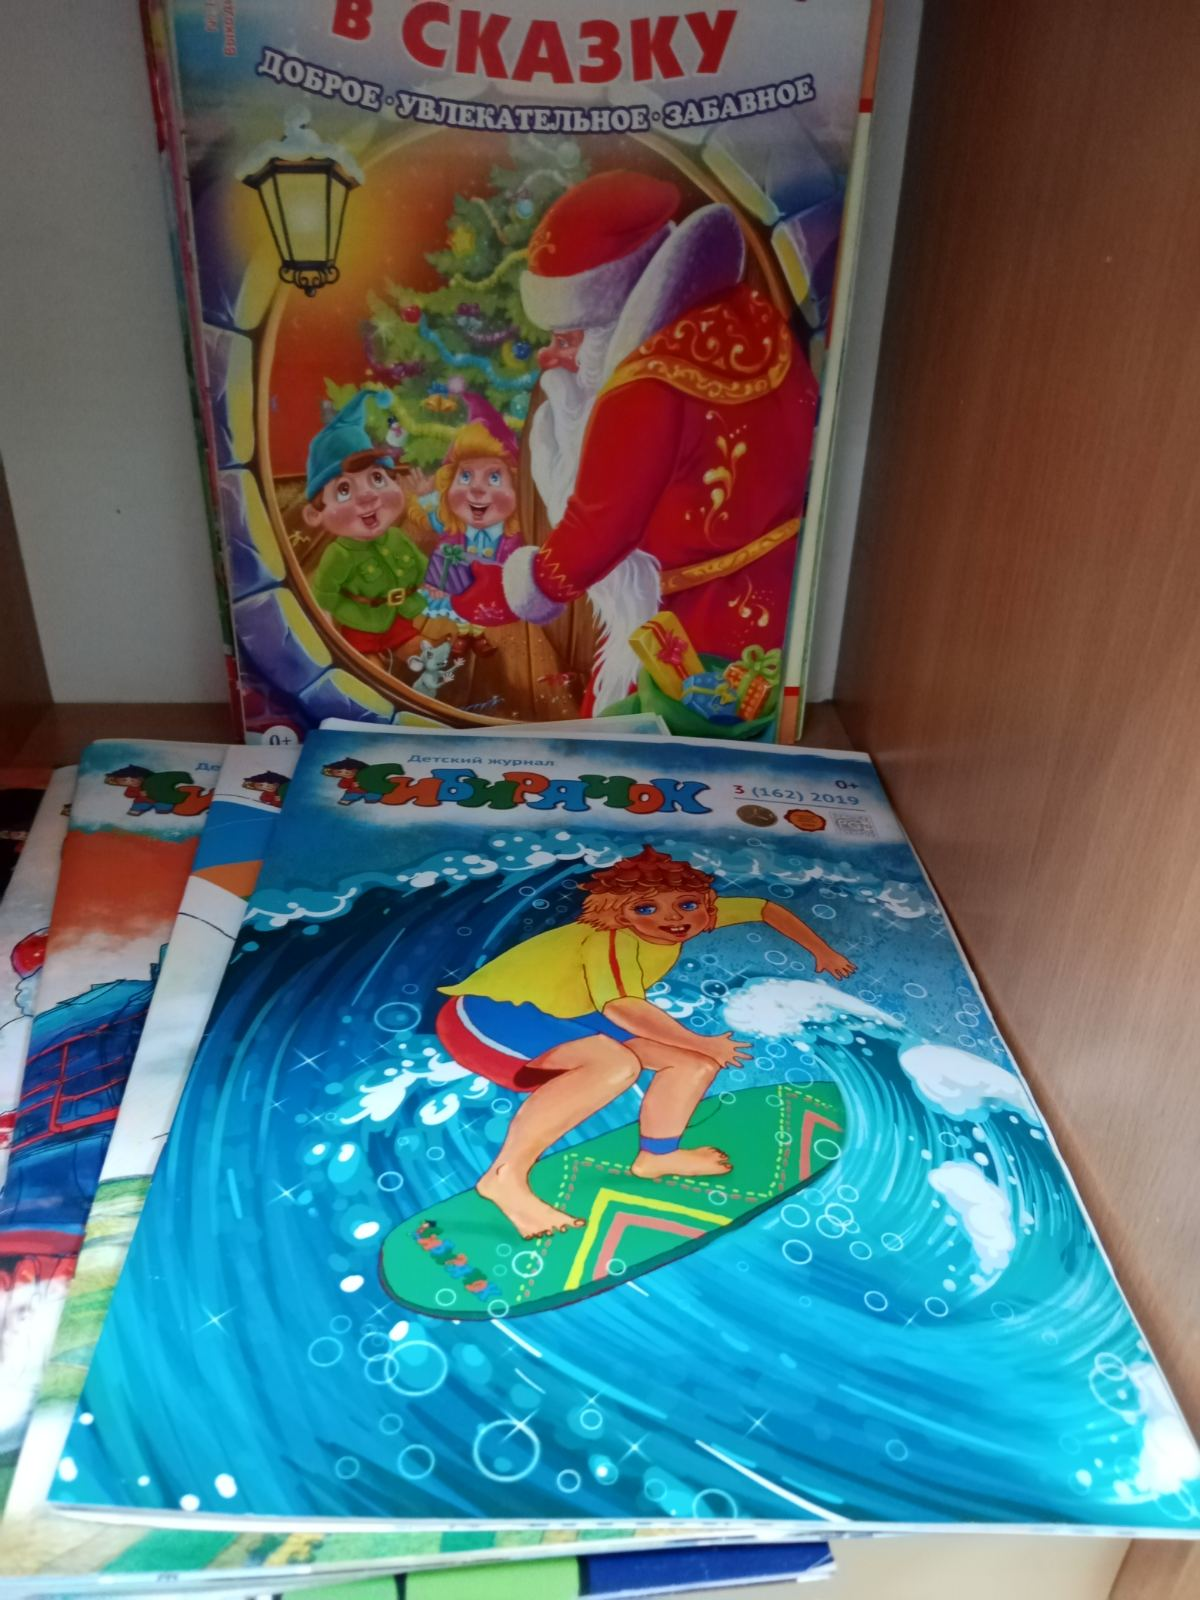 В СКАЗКУ
ДОБРОЕ · УВЛЕКАТЕЛЬНОЕ · ЗАБАВНОЕ
0+
Детский журнал
СИБИРЯЧОК
0+
3 (162) 2019